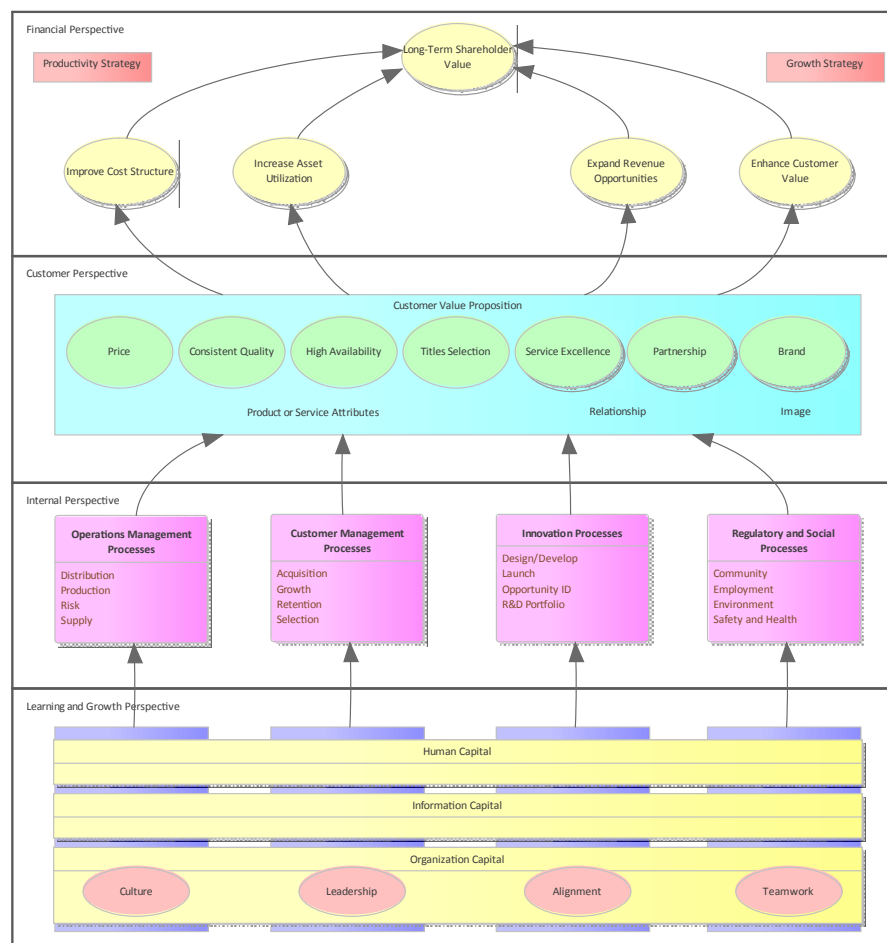 Financial Perspective
Long-Term Shareholder
Value
Productivity Strategy
Growth Strategy
Improve Cost Structure
Increase Asset
Utilization
Expand Revenue
Opportunities
Enhance Customer
Value
Customer Perspective
Customer Value Proposition
Price
Consistent Quality
High Availability
Titles Selection
Service Excellence
Partnership
Brand
Product or Service Attributes
Relationship
Image
Internal Perspective
Operations Management
Processes
Distribution
Production
Risk
Supply
Customer Management
Processes
Acquisition
Growth
Retention
Selection
Innovation Processes
Design/Develop
Launch
Opportunity ID
R&D Portfolio
Regulatory and Social
Processes
Community
Employment
Environment
Safety and Health
Learning and Growth Perspective
Human Capital
Information Capital
Organization Capital
Culture
Leadership
Alignment
Teamwork